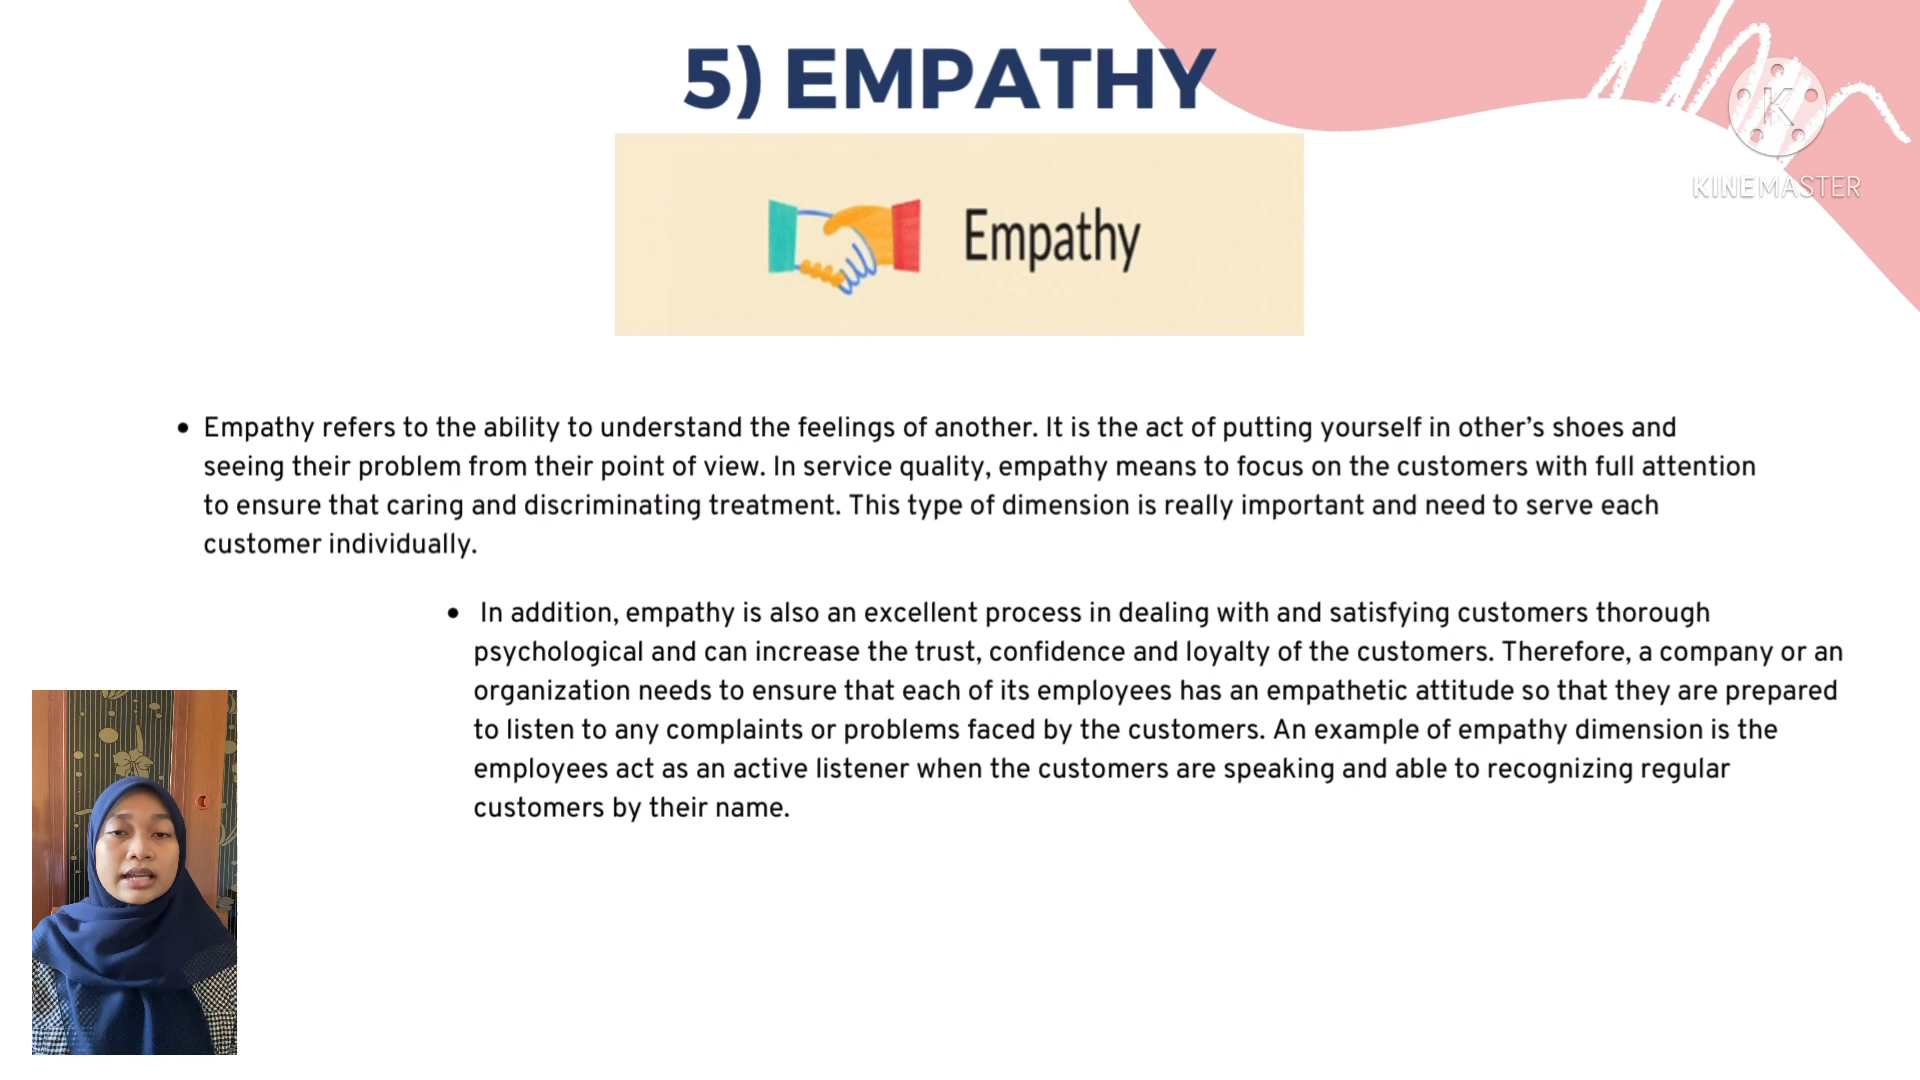 5) EMPATHY
K
KINEMASTER
Empathy
• Empathy refers to the ability to understand the feelings of another. It is the act of putting yourself in other’s shoes and
seeing their problem from their point of view. In service quality, empathy means to focus on the customers with full attention
to ensure that caring and discriminating treatment. This type of dimension is really important and need to serve each
customer individually.
• In addition, empathy is also an excellent process in dealing with and satisfying customers thorough
psychological and can increase the trust, confidence and loyalty of the customers. Therefore, a company or an
organization needs to ensure that each of its employees has an empathetic attitude so that they are prepared
to listen to any complaints or problems faced by the customers. An example of empathy dimension is the
employees act as an active listener when the customers are speaking and able to recognizing regular
customers by their name.